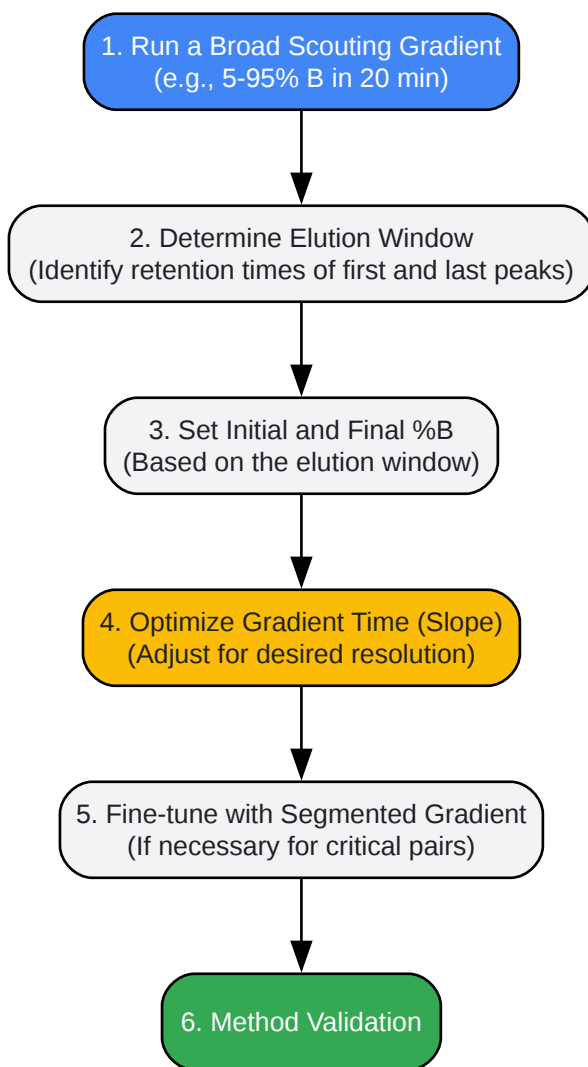 1. Run a Broad Scouting Gradient
(e.g., 5-95% B in 20 min)
2. Determine Elution Window
(Identify retention times of first and last peaks)
3. Set Initial and Final %B
(Based on the elution window)
4. Optimize Gradient Time (Slope)
(Adjust for desired resolution)
5. Fine-tune with Segmented Gradient
(If necessary for critical pairs)
6. Method Validation